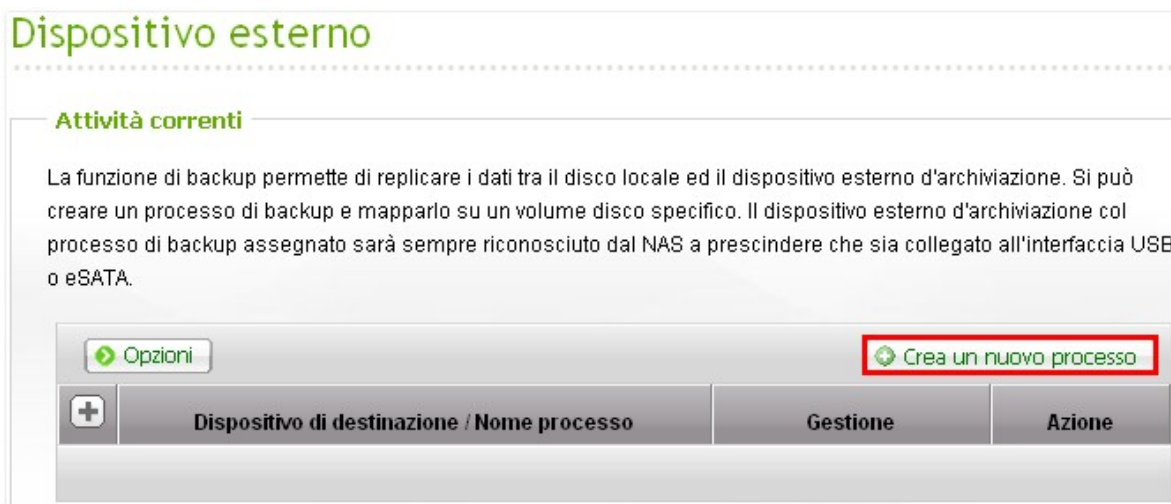 Dispositivo esterno
Attività correnti
La funzione di backup permette di replicare i dati tra il disco locale ed il dispositivo esterno d'archiviazione. Si può
creare un processo di backup e mapparlo su un volume disco specifico. Il dispositivo esterno d'archiviazione col
processo di backup assegnato sarà sempre riconosciuto dal NAS a prescindere che sia collegato all'interfaccia USB
o eSATA.
Opzioni Crea un nuovo processo
Dispositivo di destinazione / Nome processo Gestione Azione